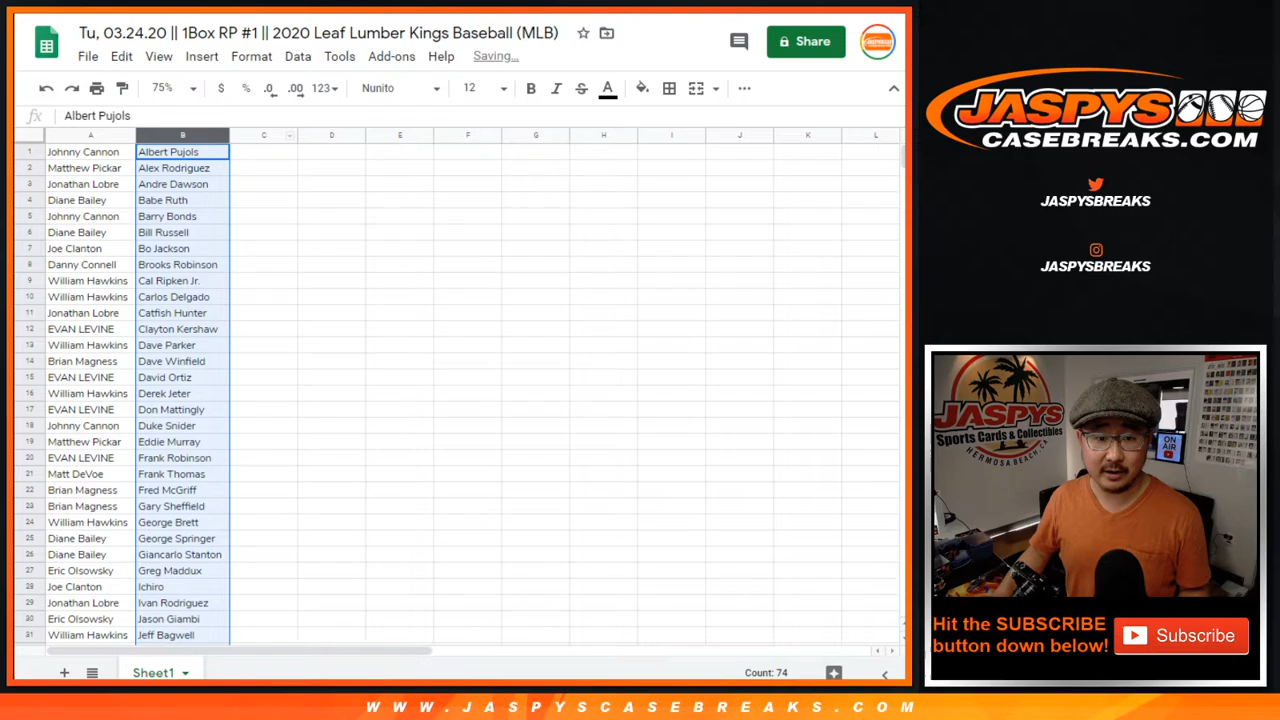 Tu, 03.24.20 || 1Box RP #1 || 2020 Leaf Lumber Kings Baseball (MLB)
File Edit View Insert Format Data Tools Add-ons Help Saving...
Share
75% $ % .0 .00 123 Nunito 12 B I S A
fx Albert Pujols
A B C D E F G H I J K L
1 Johnny Cannon Albert Pujols
2 Matthew Pickar Alex Rodriguez
3 Jonathan Lobre Andre Dawson
4 Diane Bailey Babe Ruth
5 Johnny Cannon Barry Bonds
6 Diane Bailey Bill Russell
7 Joe Clanton Bo Jackson
8 Danny Connell Brooks Robinson
9 William Hawkins Cal Ripken Jr.
10 William Hawkins Carlos Delgado
11 Jonathan Lobre Catfish Hunter
12 EVAN LEVINE Clayton Kershaw
13 William Hawkins Dave Parker
14 Brian Magness Dave Winfield
15 EVAN LEVINE David Ortiz
16 William Hawkins Derek Jeter
17 EVAN LEVINE Don Mattingly
18 Johnny Cannon Duke Snider
19 Matthew Pickar Eddie Murray
20 EVAN LEVINE Frank Robinson
21 Matt DeVoe Frank Thomas
22 Brian Magness Fred McGriff
23 Brian Magness Gary Sheffield
24 William Hawkins George Brett
25 Diane Bailey George Springer
26 Diane Bailey Giancarlo Stanton
27 Eric Olsowsky Greg Maddux
28 Joe Clanton Ichiro
29 Jonathan Lobre Ivan Rodriguez
30 Eric Olsowsky Jason Giambi
31 William Hawkins Jeff Bagwell
Sheet1
Count: 74
JASPYS
CASEBREAKS.COM
JASPYSBREAKS
JASPYSBREAKS
JASPYS
Sports Cards & Collectibles
HERMOSA BEACH, CA
ON AIR
Hit the SUBSCRIBE
button down below!
Subscribe
WWW.JASPYSCASEBREAKS.COM